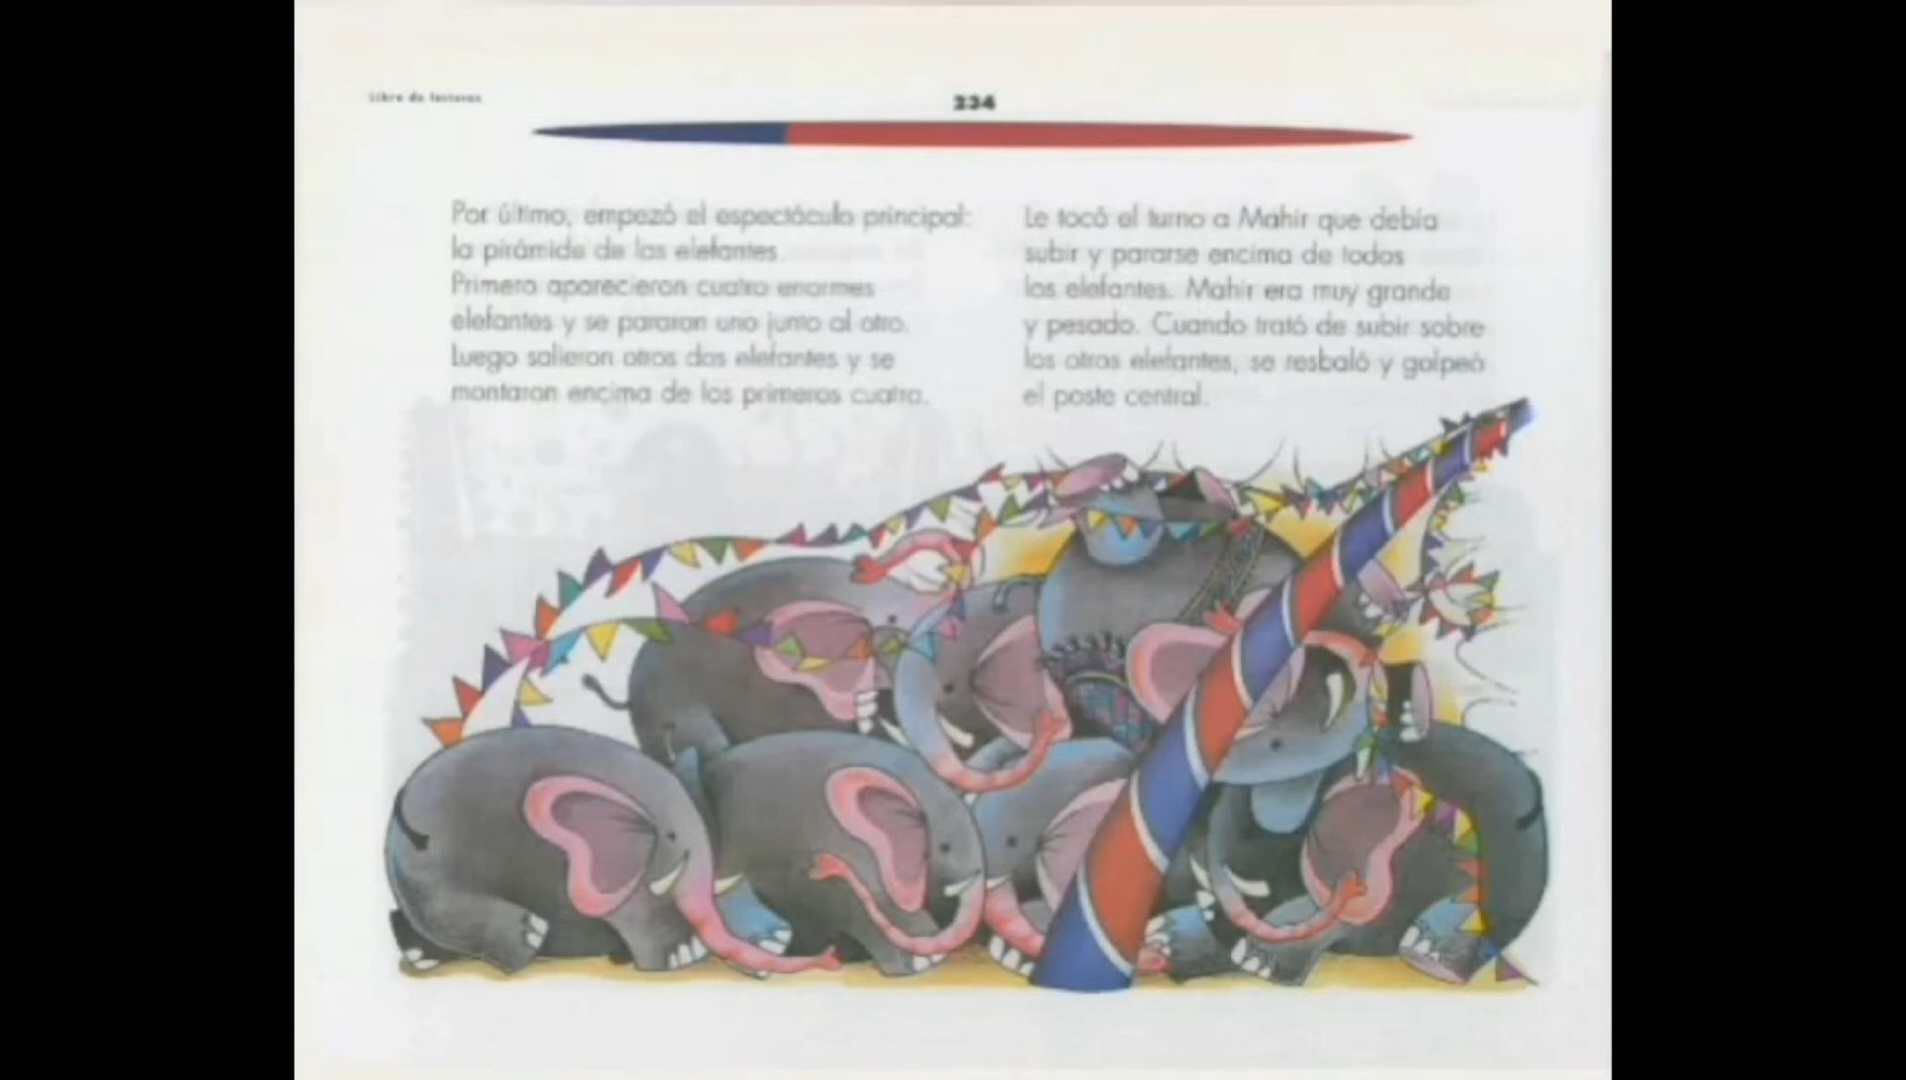 Libro de lecturas
234
Por último, empezó el espectáculo principal:
la pirámide de los elefantes.
Primero aparecieron cuatro enormes
elefantes y se pararon uno junto al otro.
Luego salieron otros dos elefantes y se
montaron encima de los primeros cuatro.
Le tocó el turno a Mahir que debía
subir y pararse encima de todos
los elefantes. Mahir era muy grande
y pesado. Cuando trató de subir sobre
los otros elefantes, se resbaló y golpeó
el poste central.